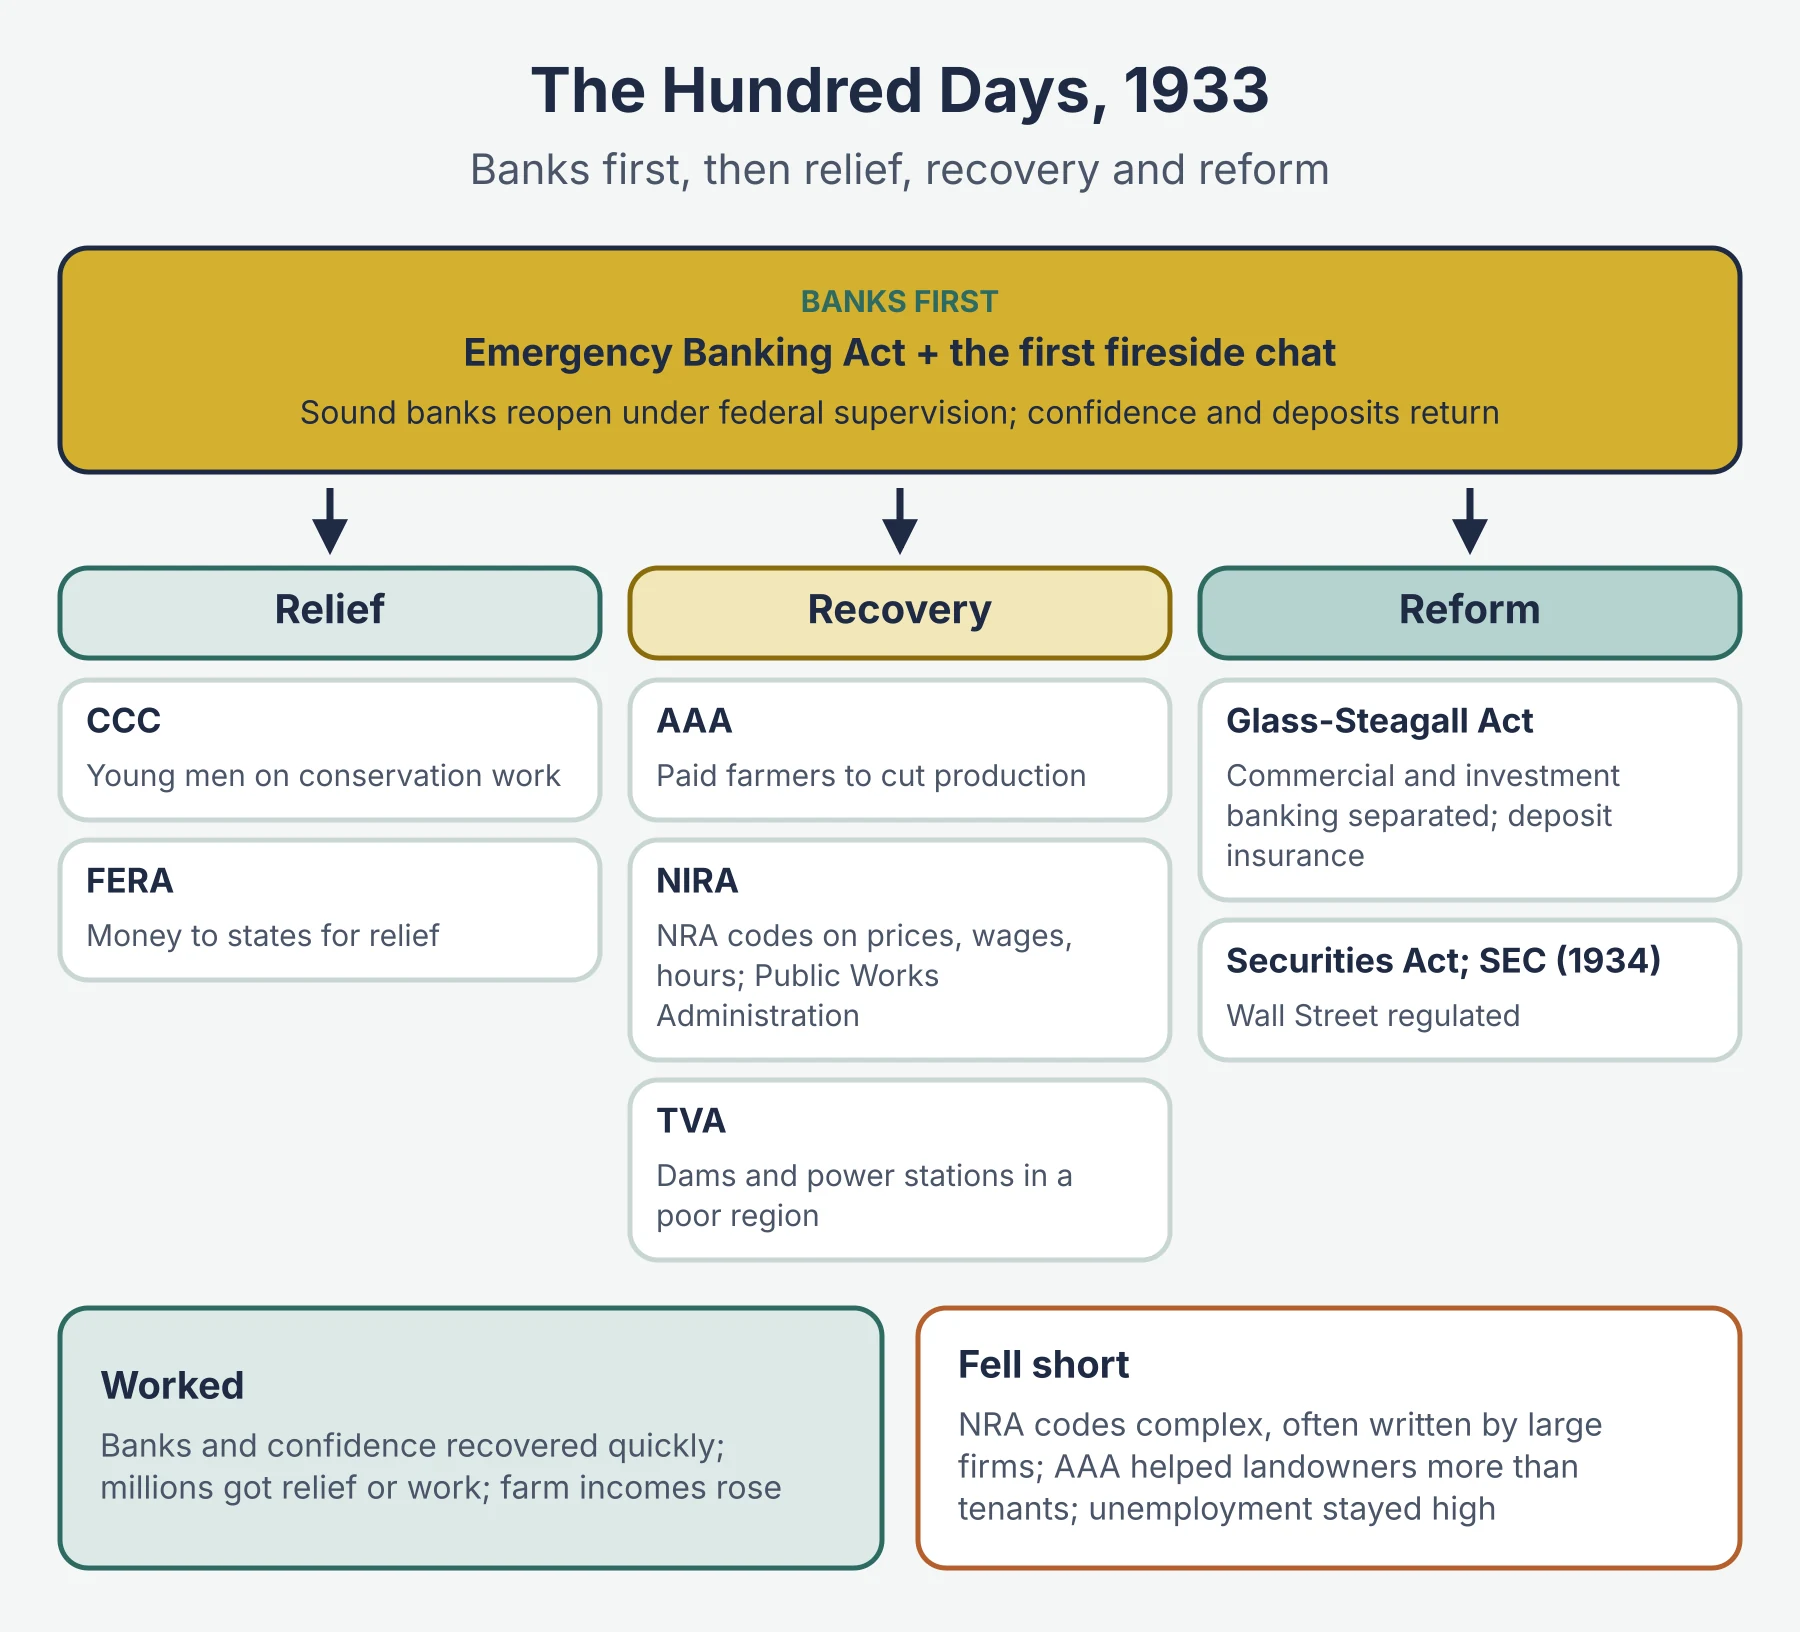 The Hundred Days, 1933
Banks first, then relief, recovery and reform
BANKS FIRST
Emergency Banking Act + the first fireside chat
Sound banks reopen under federal supervision; confidence and deposits return
Relief
CCC
Young men on conservation work
FERA
Money to states for relief
Recovery
AAA
Paid farmers to cut production
NIRA
NRA codes on prices, wages,
hours; Public Works
Administration
TVA
Dams and power stations in a
poor region
Reform
Glass-Steagall Act
Commercial and investment
banking separated; deposit
insurance
Securities Act; SEC (1934)
Wall Street regulated
Worked
Banks and confidence recovered quickly;
millions got relief or work; farm incomes rose
Fell short
NRA codes complex, often written by large
firms; AAA helped landowners more than
tenants; unemployment stayed high